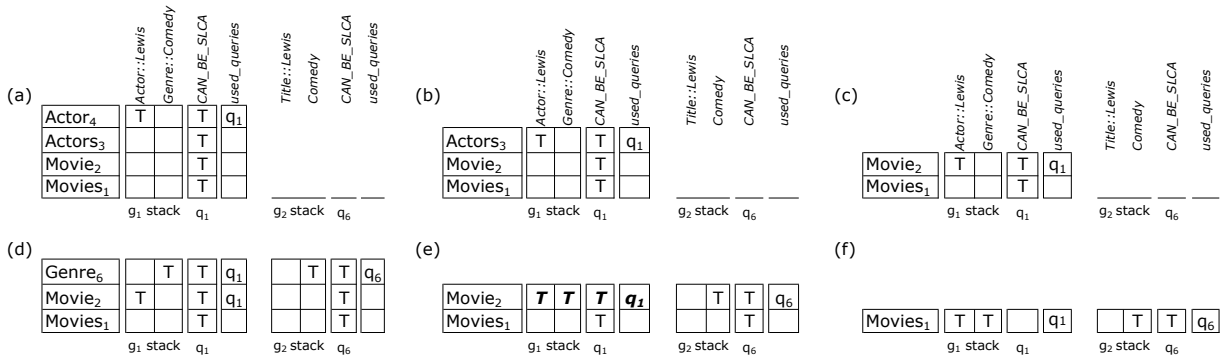 (a)
Actor::Lewis Genre::Comedy CAN_BE_SLCA used_queries Title::Lewis Comedy CAN_BE_SLCA used_queries
Actor₄ T T q₁
Actors₃ T
Movie₂ T
Movies₁ T
g₁ stack q₁ g₂ stack q₆
(b)
Actor::Lewis Genre::Comedy CAN_BE_SLCA used_queries Title::Lewis Comedy CAN_BE_SLCA used_queries
Actors₃ T T q₁
Movie₂ T
Movies₁ T
g₁ stack q₁ g₂ stack q₆
(c)
Actor::Lewis Genre::Comedy CAN_BE_SLCA used_queries Title::Lewis Comedy CAN_BE_SLCA used_queries
Movie₂ T T q₁
Movies₁ T
g₁ stack q₁ g₂ stack q₆
(d)
Genre₆ T T q₁ T T q₆
Movie₂ T T q₁ T
Movies₁ T T
g₁ stack q₁ g₂ stack q₆
(e)
Movie₂ T T T q₁ T T q₆
Movies₁ T T
g₁ stack q₁ g₂ stack q₆
(f)
Movies₁ T T q₁ T T q₆
g₁ stack q₁ g₂ stack q₆